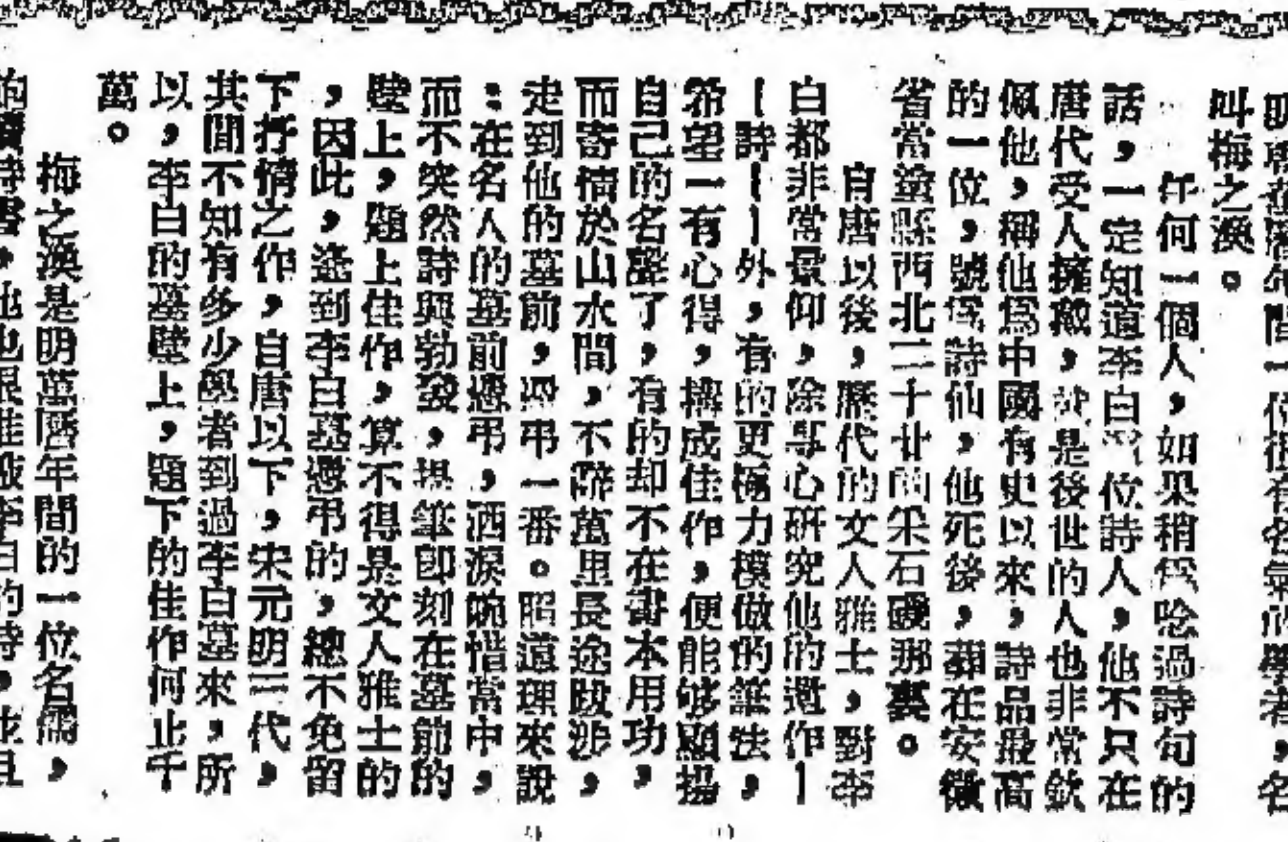 明萬曆年間一個很有名氣的學者,名
叫梅之渙。
任何一個人,如果稍爲唸過詩句的
話,一定知道李白這位詩人,他不只在
唐代受人擁戴,就是後世的人也非常欽
佩他,稱他爲中國有史以來,詩品最高
的一位,號爲詩仙,他死後,葬在安徽
省當塗縣西北二十廿里采石磯那裏。
自唐以後,歷代的文人雅士,對李
白都非常景仰,除專心研究他的遺作ー
ー詩ーー外,有的更極力模倣的筆法,
希望一有心得,構成佳作,便能够顯揚
自己的名聲了,有的却不在書本用功,
而寄情於山水間,不辭萬里長途跋涉,
走到他的墓前,憑弔一番。照道理來說
:在名人的墓前憑弔,洒淚惋惜當中,
而不突然詩興勃發,提筆卽刻在墓前的
壁上,題上佳作,算不得是文人雅士的
,因此,逢到李白墓憑弔的,總不免留
下抒情之作,自唐以下,宋元明三代,
其間不知有多少學者到過李白墓來,所
以,李白的墓壁上,題下的佳作何止千
萬。
梅之渙是明萬曆年間的一位名儒,
的讀詩書,他也很推敬李白的詩,並且